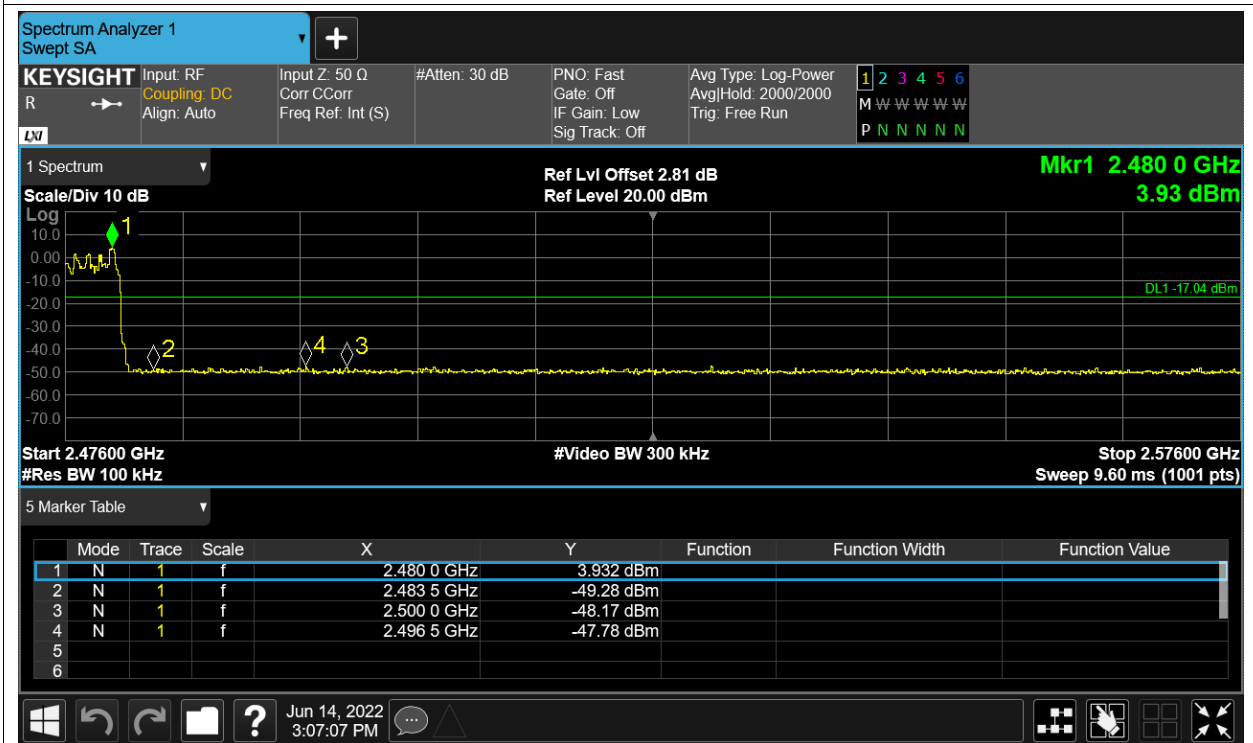 Spectrum Analyzer 1
Swept SA
KEYSIGHT
R
LXI
Input: RF
Coupling: DC
Align: Auto
Input Z: 50 Ω
Corr CCorr
Freq Ref: Int (S)
#Atten: 30 dB
PNO: Fast
Gate: Off
IF Gain: Low
Sig Track: Off
Avg Type: Log-Power
Avg|Hold: 2000/2000
Trig: Free Run
1 2 3 4 5 6
M W W W W W
P N N N N N
1 Spectrum
Scale/Div 10 dB
Ref Lvl Offset 2.81 dB
Ref Level 20.00 dBm
Mkr1 2.480 0 GHz
3.93 dBm
Log
10.0
0.00
-10.0
-20.0
-30.0
-40.0
-50.0
-60.0
-70.0
1
2
4
3
DL1 -17.04 dBm
Start 2.47600 GHz
#Video BW 300 kHz
Stop 2.57600 GHz
#Res BW 100 kHz
Sweep 9.60 ms (1001 pts)
5 Marker Table
Mode Trace Scale X Y Function Function Width Function Value
1 N 1 f 2.480 0 GHz 3.932 dBm
2 N 1 f 2.483 5 GHz -49.28 dBm
3 N 1 f 2.500 0 GHz -48.17 dBm
4 N 1 f 2.496 5 GHz -47.78 dBm
5
6
?
Jun 14, 2022
3:07:07 PM